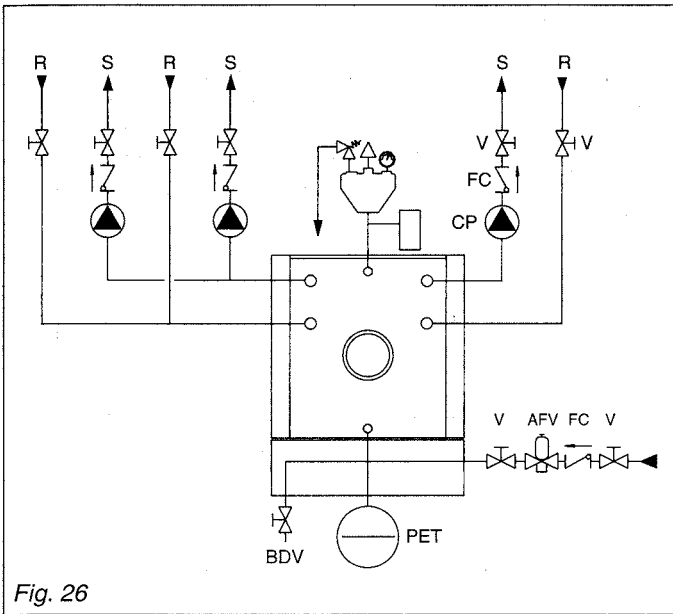 R S R S S R
V V
FC
CP
V AFV FC V
PET
BDV
Fig. 26